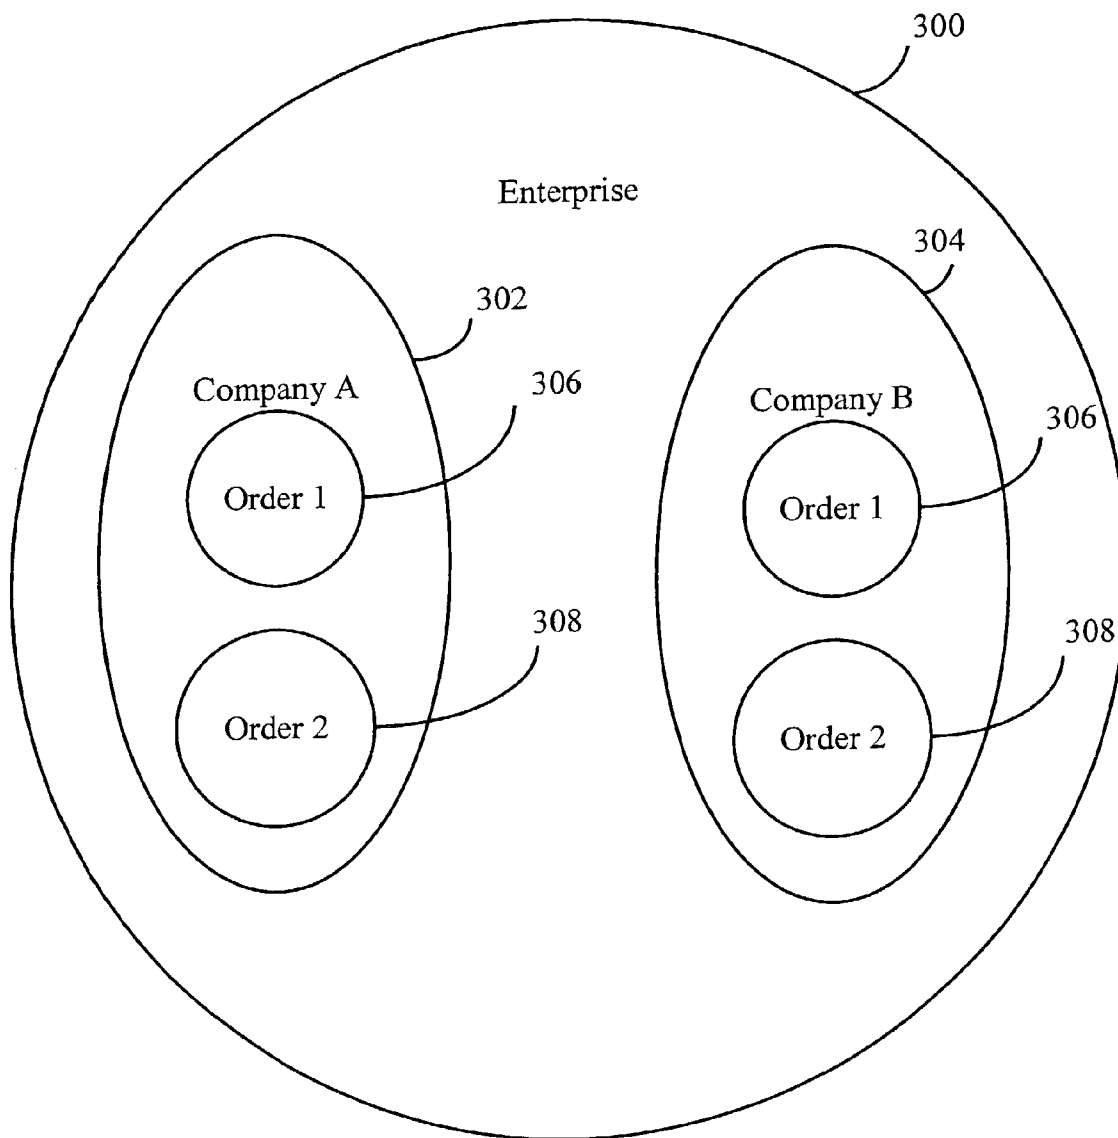 300
Enterprise
304
302
Company A
306
Company B
306
Order 1
Order 1
308
308
Order 2
Order 2